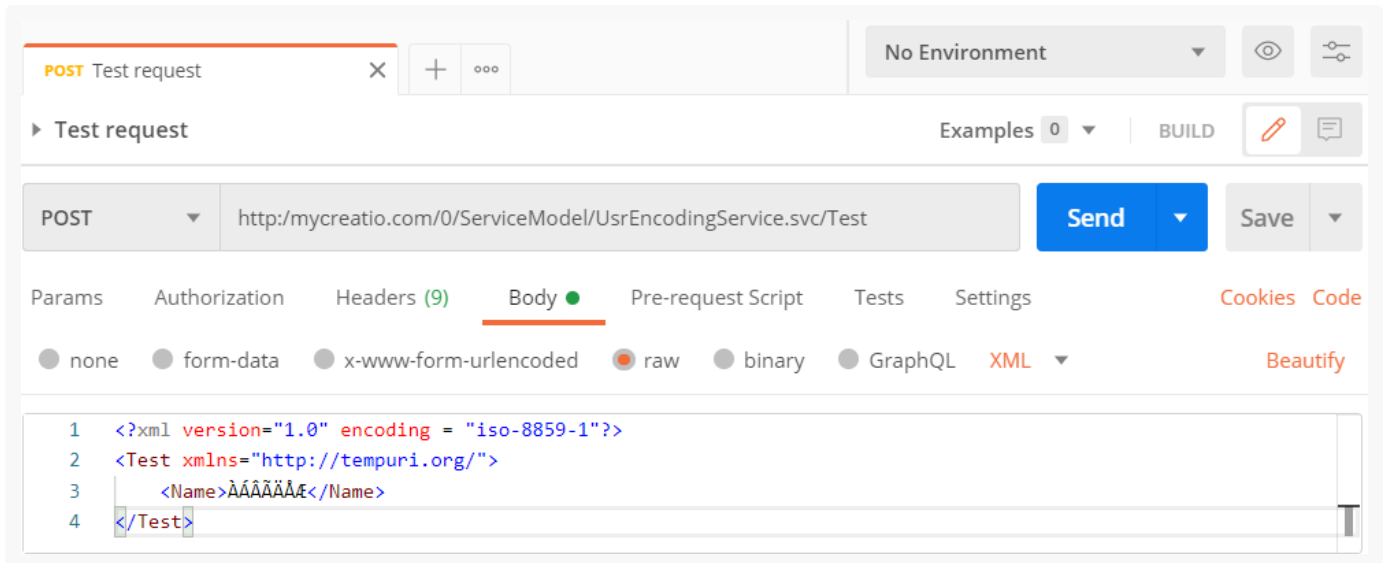 POST Test request
No Environment
Test request
Examples 0
BUILD
POST
http:/mycreatio.com/0/ServiceModel/UsrEncodingService.svc/Test
Send
Save
Params Authorization Headers (9) Body Pre-request Script Tests Settings Cookies Code
none form-data x-www-form-urlencoded raw binary GraphQL XML Beautify
1 <?xml version="1.0" encoding = "iso-8859-1"?>
2 <Test xmlns="http://tempuri.org/">
3 <Name>ÀÁÂÃÄÅÆ</Name>
4 </Test>